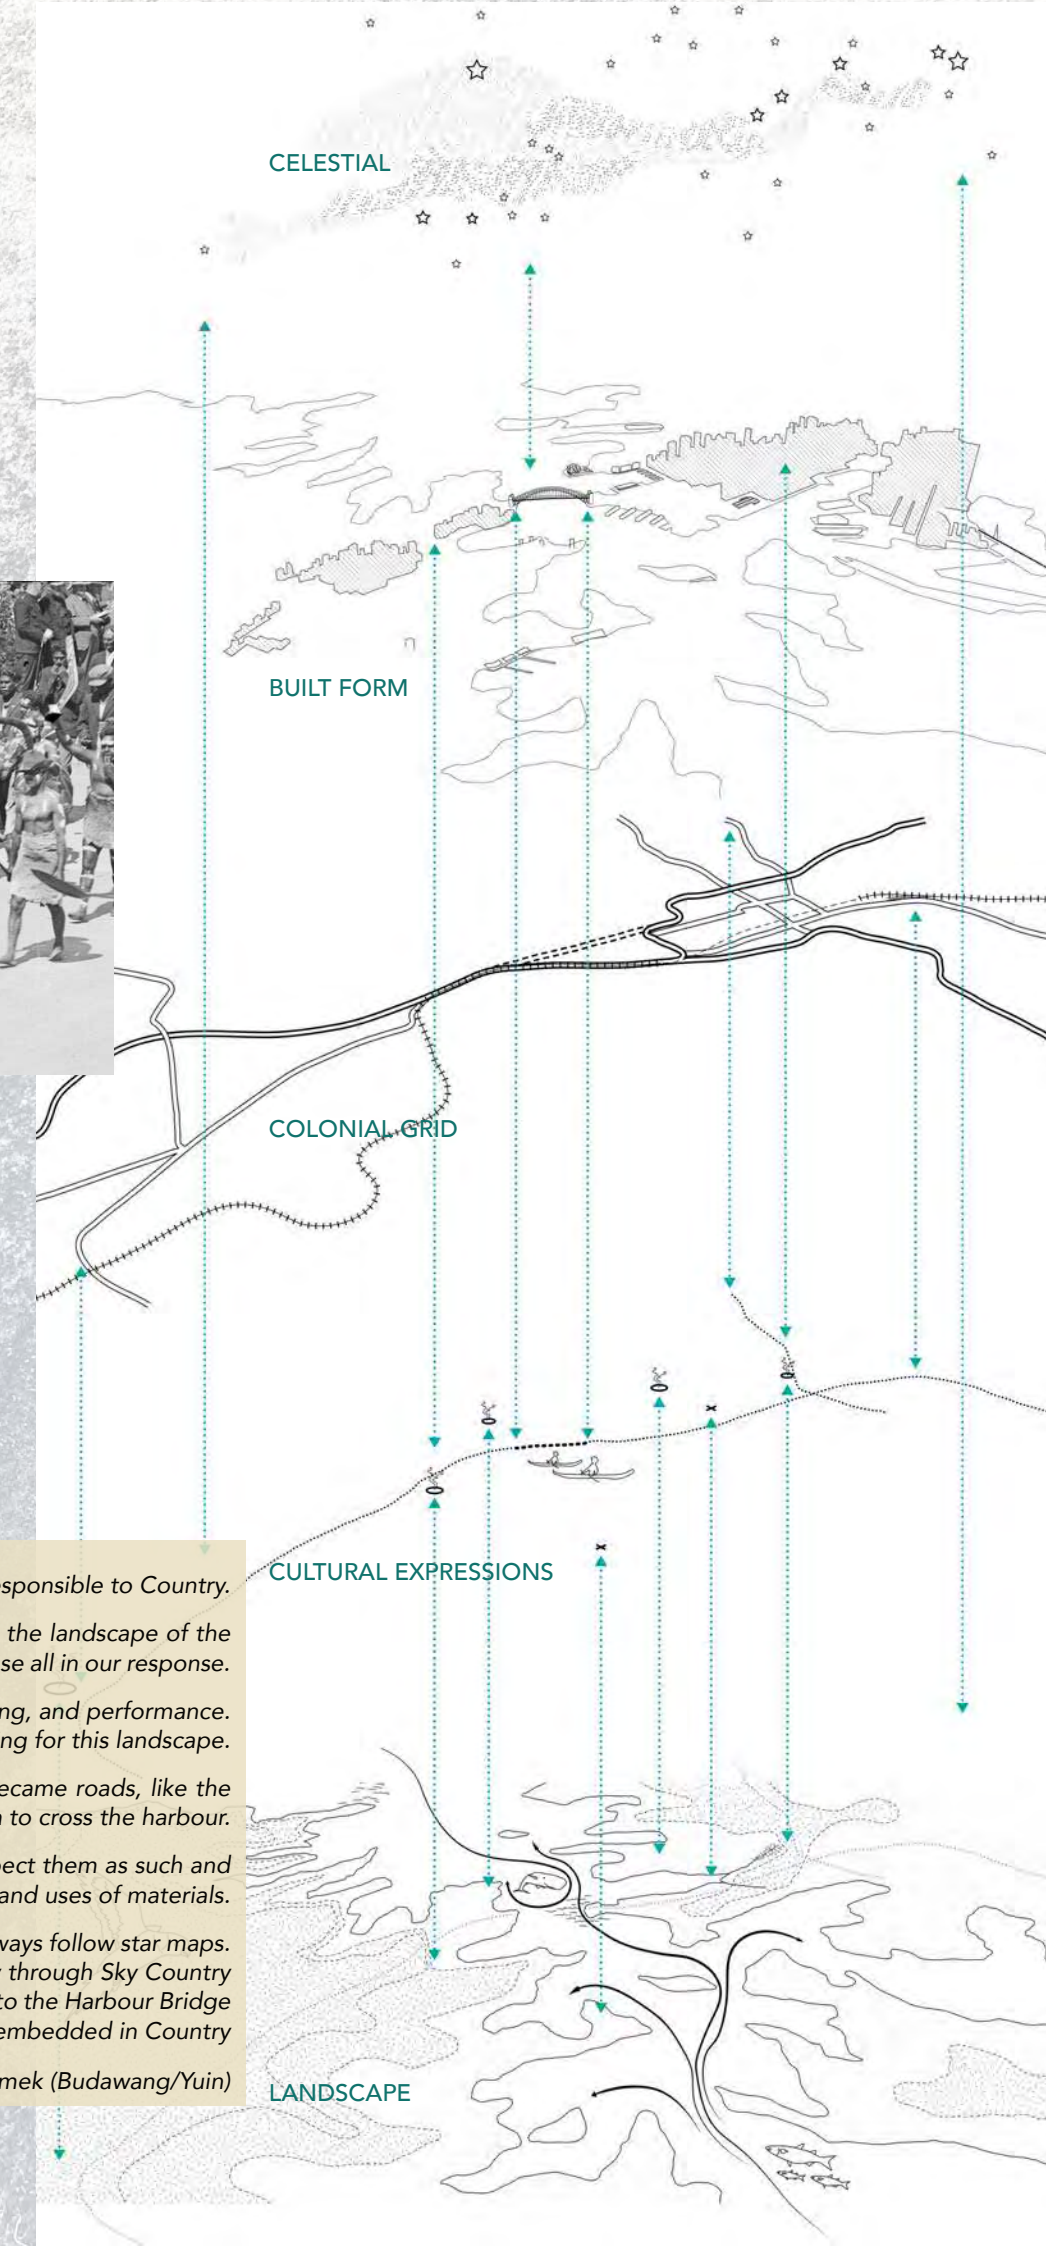 CELESTIAL
BUILT FORM
COLONIAL GRID
CULTURAL EXPRESSIONS
esponsible to Country.
the landscape of the
se all in our response.
ng, and performance.
ng for this landscape.
ecame roads, like the
to cross the harbour.
pect them as such and
and uses of materials.
ways follow star maps.
through Sky Country
to the Harbour Bridge
embedded in Country
mek (Budawang/Yuin)
LANDSCAPE